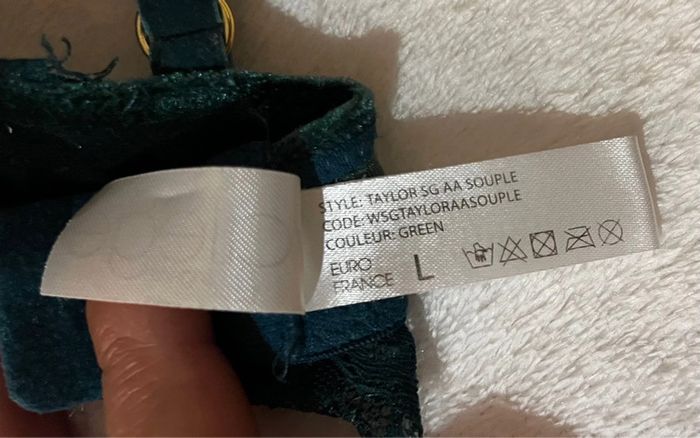 STYLE: TAYLOR SG AA SOUPLE
CODE: WSGTAYLORAASOUPLE
COULEUR: GREEN
EURO
FRANCE L